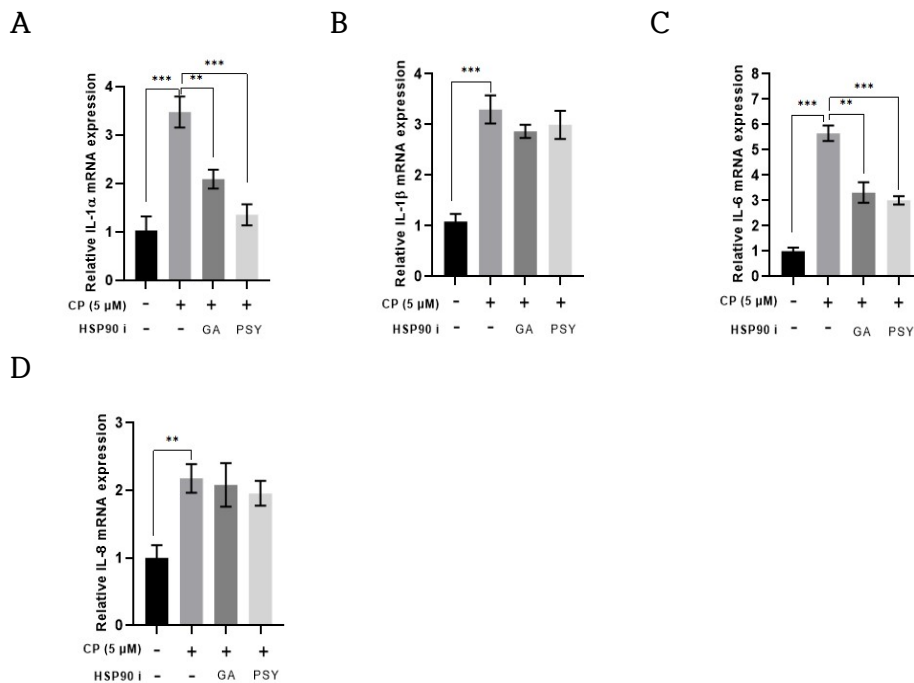 A
Relative IL-1α mRNA expression
4
3
2
1
0
*** ** ***
CP (5 μM) - + + +
HSP90 i - - GA PSY
B
Relative IL-1β mRNA expression
4
3
2
1
0
***
CP (5 μM) - + + +
HSP90 i - - GA PSY
C
Relative IL-6 mRNA expression
8
7
6
5
4
3
2
1
0
*** ** ***
CP (5 μM) - + + +
HSP90 i - - GA PSY
D
Relative IL-8 mRNA expression
3
2
1
0
**
CP (5 μM) - + + +
HSP90 i - - GA PSY